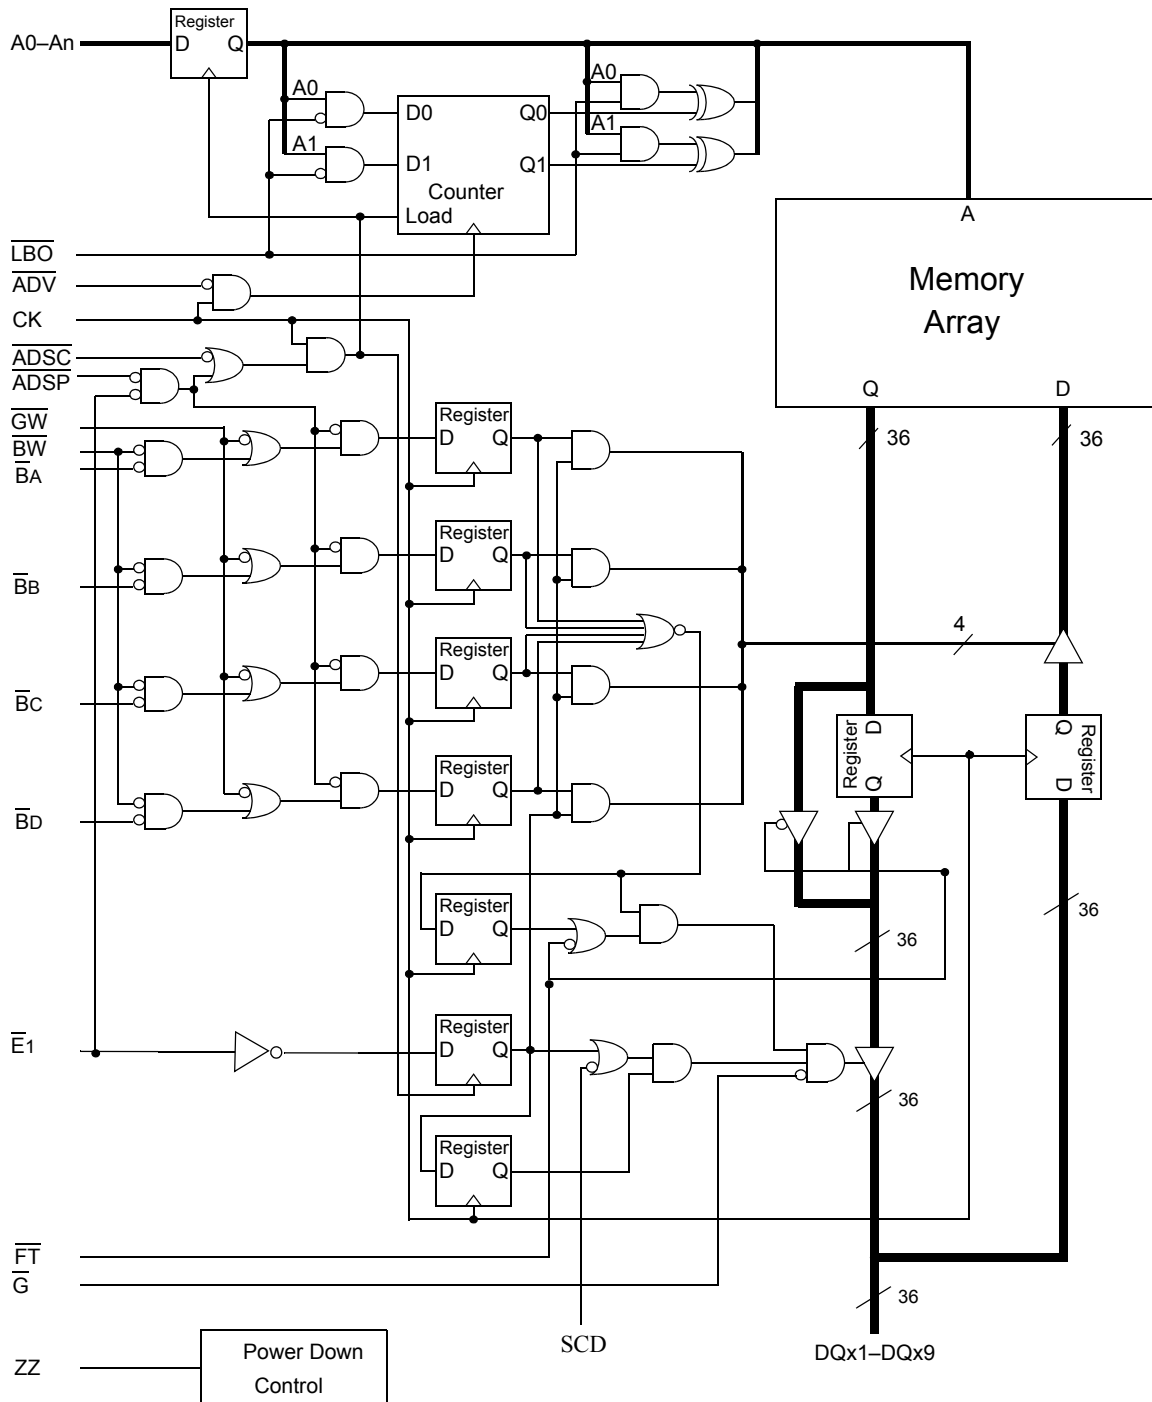 Register
A0–An
D Q
A0
A0
D0
Q0
A1
A1
D1
Q1
Counter
Load
A
LBO
ADV
Memory
CK
Array
ADSC
ADSP
Q D
GW
Register
BW
D Q
36
36
BA
Register
D Q
BB
4
Register
D Q
BC
D
Register
Q
Q
Register
D
Register
D Q
BD
Register
D Q
36
36
Register
E1
D Q
36
Register
D Q
FT
G
36
SCD
DQx1–DQx9
ZZ
Power Down
Control